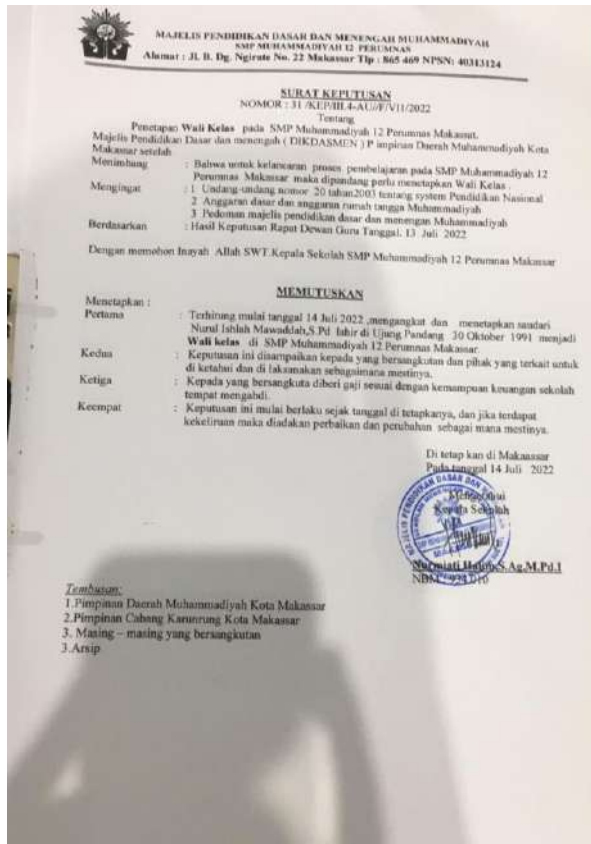 MAJELIS PENDIDIKAN DASAR DAN MENENGAH MUHAMMADIYAH
SMP MUHAMMADIYAH 12 PERUMNAS
Alamat : Jl. B. Dg. Ngirate No. 22 Makassar Tlp : 865 469 NPSN: 40313124
SURAT KEPUTUSAN
NOMOR : 31 /KEP/III.4-AU//F/VII/2022
Tentang
Penetapan Wali Kelas pada SMP Muhammadiyah 12 Perumnas Makassar.
Majelis Pendidikan Dasar dan menengah ( DIKDASMEN ) P impinan Daerah Muhammadiyah Kota
Makassar setelah
Menimbang : Bahwa untuk kelancaran proses pembelajaran pada SMP Muhammadiyah 12
Perumnas Makassar maka dipandang perlu menetapkan Wali Kelas .
Mengingat : 1 Undang-undang nomor 20 tahun2003 tentang system Pendidikan Nasional
2 Anggaran dasar dan anggaran rumah tangga Muhammadiyah
3 Pedoman majelis pendidikan dasar dan menengan Muhammadiyah
Berdasarkan : Hasil Keputusan Rapat Dewan Guru Tanggal. 13 Juli 2022
Dengan memohon Inayah Allah SWT.Kepala Sekolah SMP Muhammadiyah 12 Perumnas Makassar
MEMUTUSKAN
Menetapkan :
Pertama : Terhitung mulai tanggal 14 Juli 2022 ,mengangkat dan menetapkan saudari
Nurul Ishlah Mawaddah,S.Pd lahir di Ujung Pandang 30 Oktober 1991 menjadi
Wali kelas di SMP Muhammadiyah 12 Perumnas Makassar
Kedua : Keputusan ini disampaikan kepada yang bersangkutan dan pihak yang terkait untuk
di ketahui dan di laksanakan sebagaimana mestinya.
Ketiga : Kepada yang bersangkuta diberi gaji sesuai dengan kemampuan keuangan sekolah
tempat mengabdi.
Keempat : Keputusan ini mulai berlaku sejak tanggal di tetapkanya, dan jika terdapat
kekeliruan maka diadakan perbaikan dan perubahan sebagai mana mestinya.
Di tetap kan di Makassar
Pada tanggal 14 Juli 2022
Mengetahui
Kepala Sekolah
Nurmiati Hatoh,S.Ag,M.Pd.I
NBM : 923 010
Tembusan:
1.Pimpinan Daerah Muhammadiyah Kota Makassar
2.Pimpinan Cabang Karunrung Kota Makassar
3. Masing – masing yang bersangkutan
3.Arsip